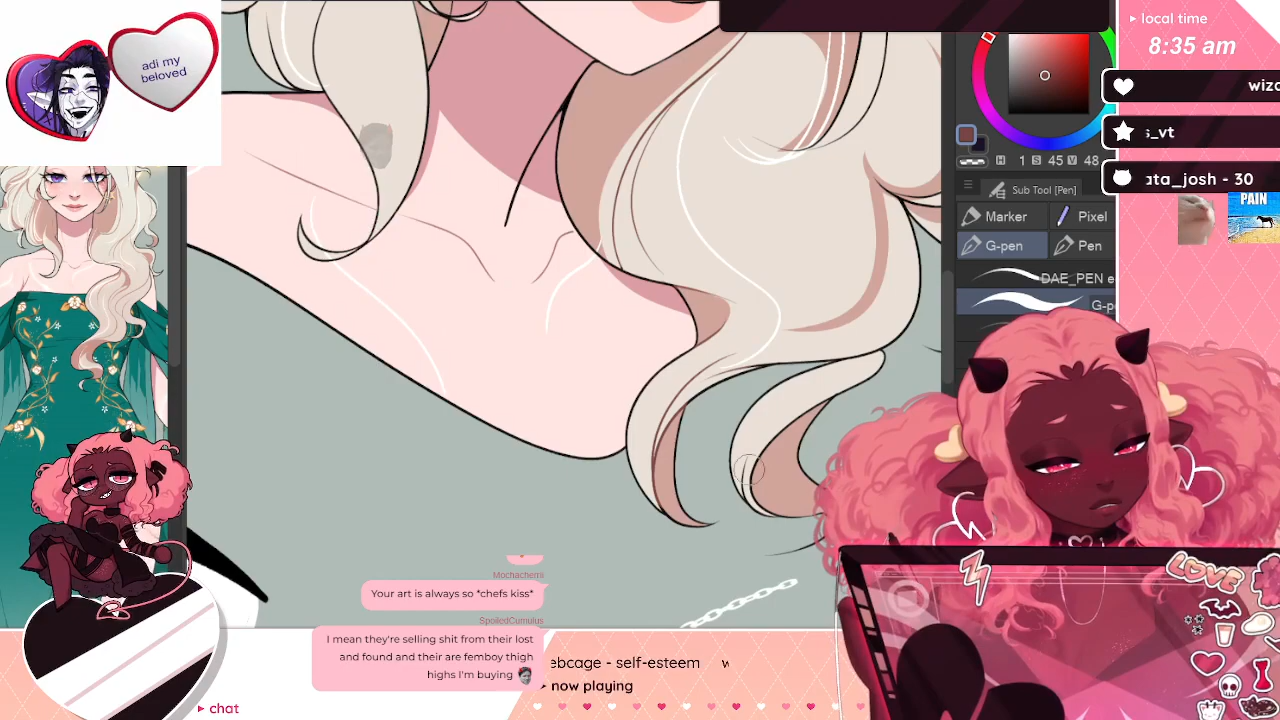 adi my
beloved
local time
8:35 am
wizc
s_vt
ata_josh - 30
PAIN
H 1 S 45 V 48
Sub Tool [Pen]
Marker
Pixel
G-pen
Pen
DAE_PEN e
G-p
Mochachemi
Your art is always so *chefs kiss*
SpoiledCumulus
I mean they're selling shit from their lost
and found and their are femboy thigh
highs I'm buying
ebcage - self-esteem w
now playing
chat
LOVE